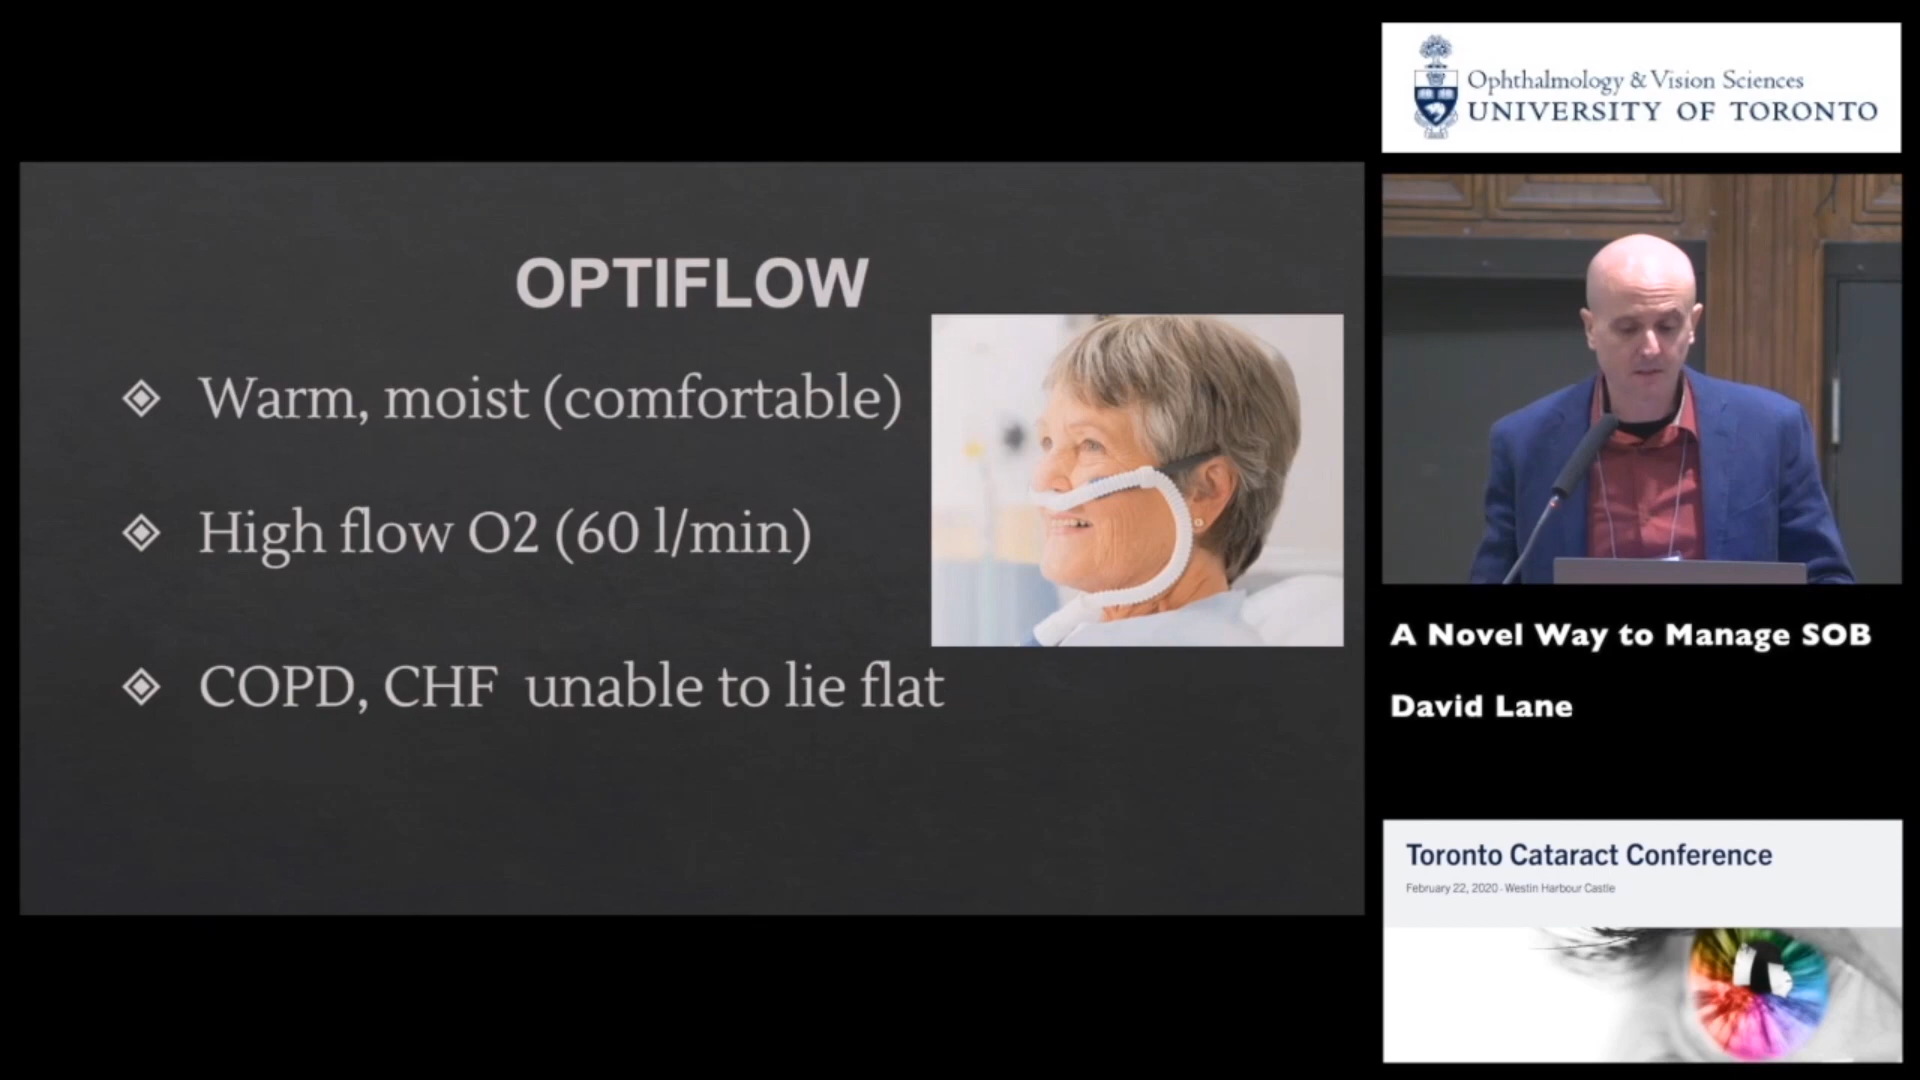 Ophthalmology & Vision Sciences
UNIVERSITY OF TORONTO
OPTIFLOW
Warm, moist (comfortable)
High flow O2 (60 l/min)
COPD, CHF unable to lie flat
A Novel Way to Manage SOB
David Lane
Toronto Cataract Conference
February 22, 2020 - Westin Harbour Castle